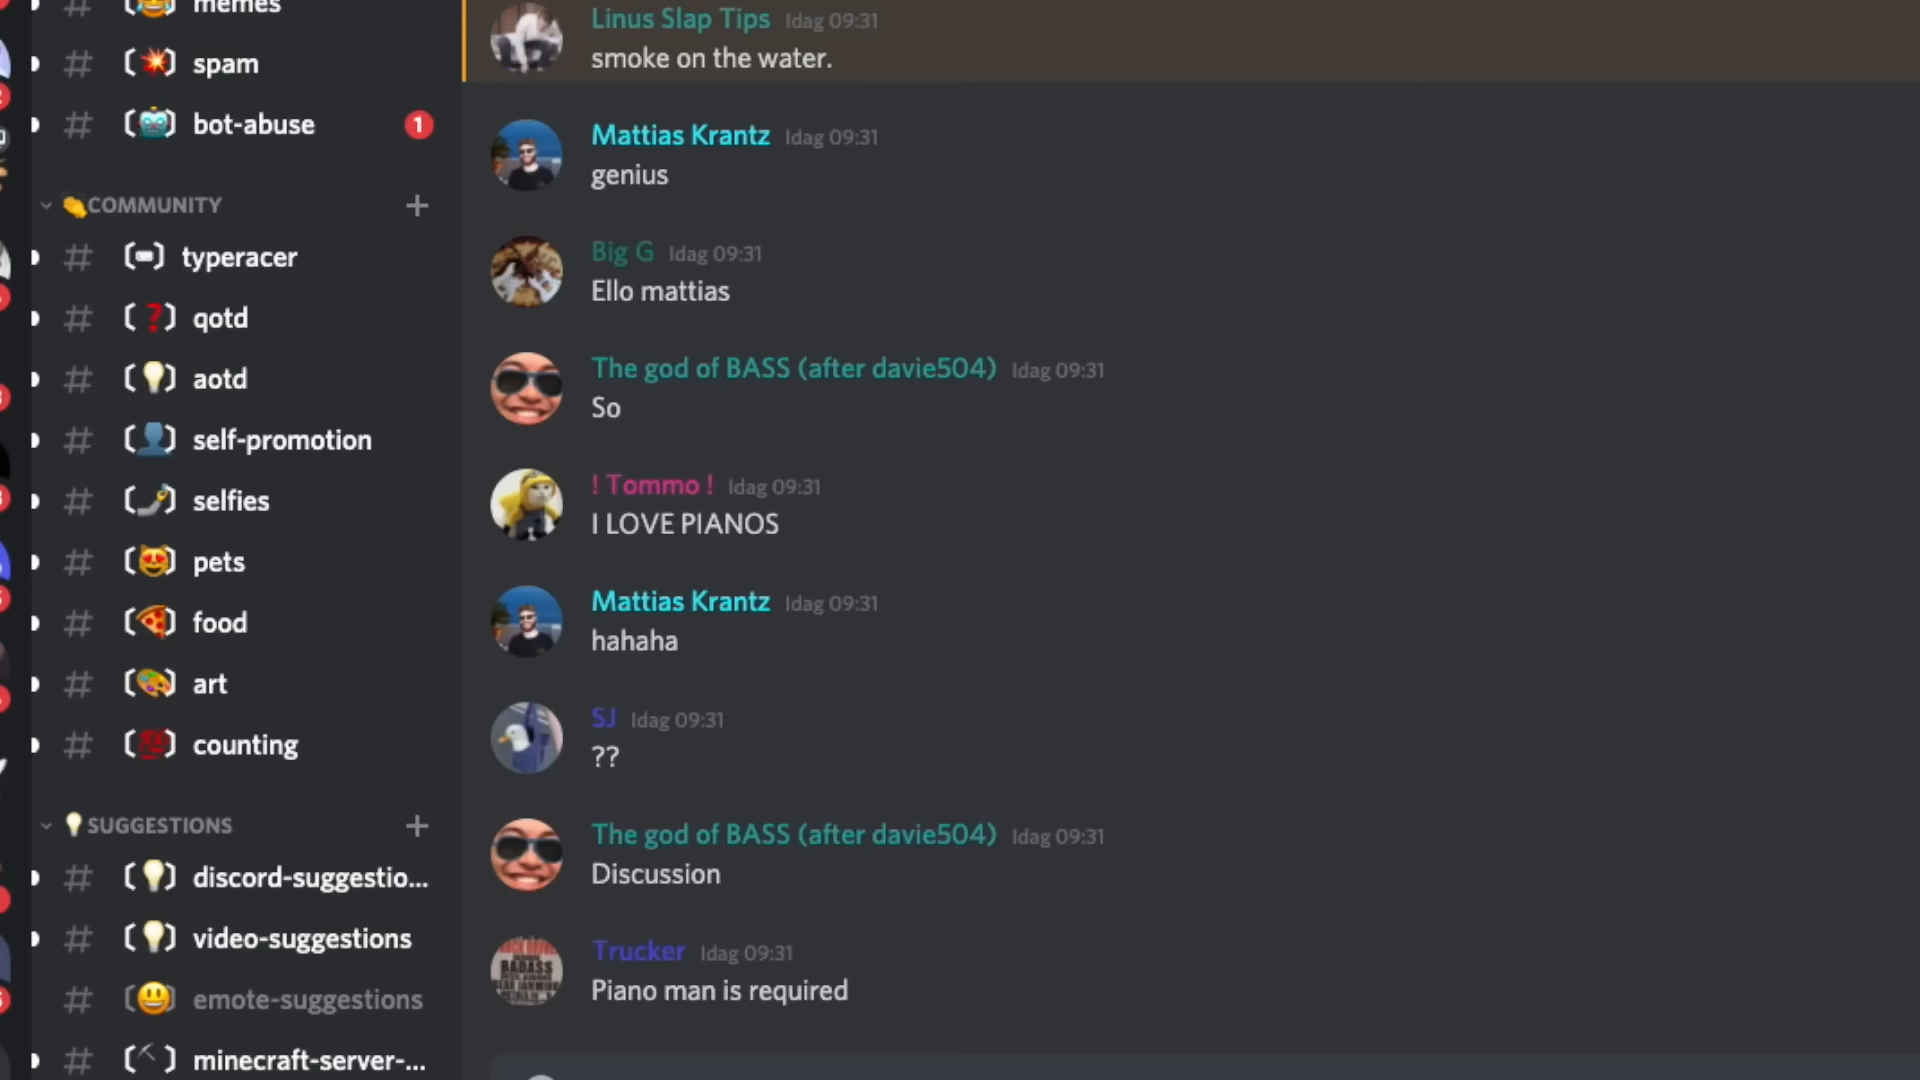 memes
spam
bot-abuse 1
COMMUNITY
typeracer
qotd
aotd
self-promotion
selfies
pets
food
art
counting
SUGGESTIONS
discord-suggestio...
video-suggestions
emote-suggestions
minecraft-server-...
Linus Slap Tips Idag 09:31
smoke on the water.
Mattias Krantz Idag 09:31
genius
Big G Idag 09:31
Ello mattias
The god of BASS (after davie504) Idag 09:31
So
! Tommo ! Idag 09:31
I LOVE PIANOS
Mattias Krantz Idag 09:31
hahaha
SJ Idag 09:31
??
The god of BASS (after davie504) Idag 09:31
Discussion
BADASS
Trucker Idag 09:31
Piano man is required